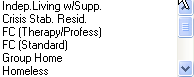 Indep.Living w/Supp.
Crisis Stab. Resid.
FC (Therapy/Profess)
FC (Standard)
Group Home
Homeless